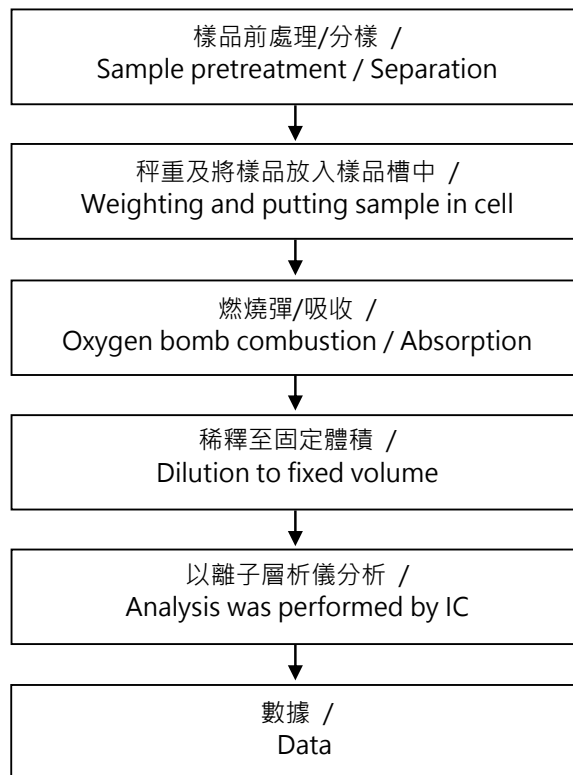 樣品前處理/分樣 /
Sample pretreatment / Separation
秤重及將樣品放入樣品槽中 /
Weighting and putting sample in cell
燃燒彈/吸收 /
Oxygen bomb combustion / Absorption
稀釋至固定體積 /
Dilution to fixed volume
以離子層析儀分析 /
Analysis was performed by IC
數據 /
Data